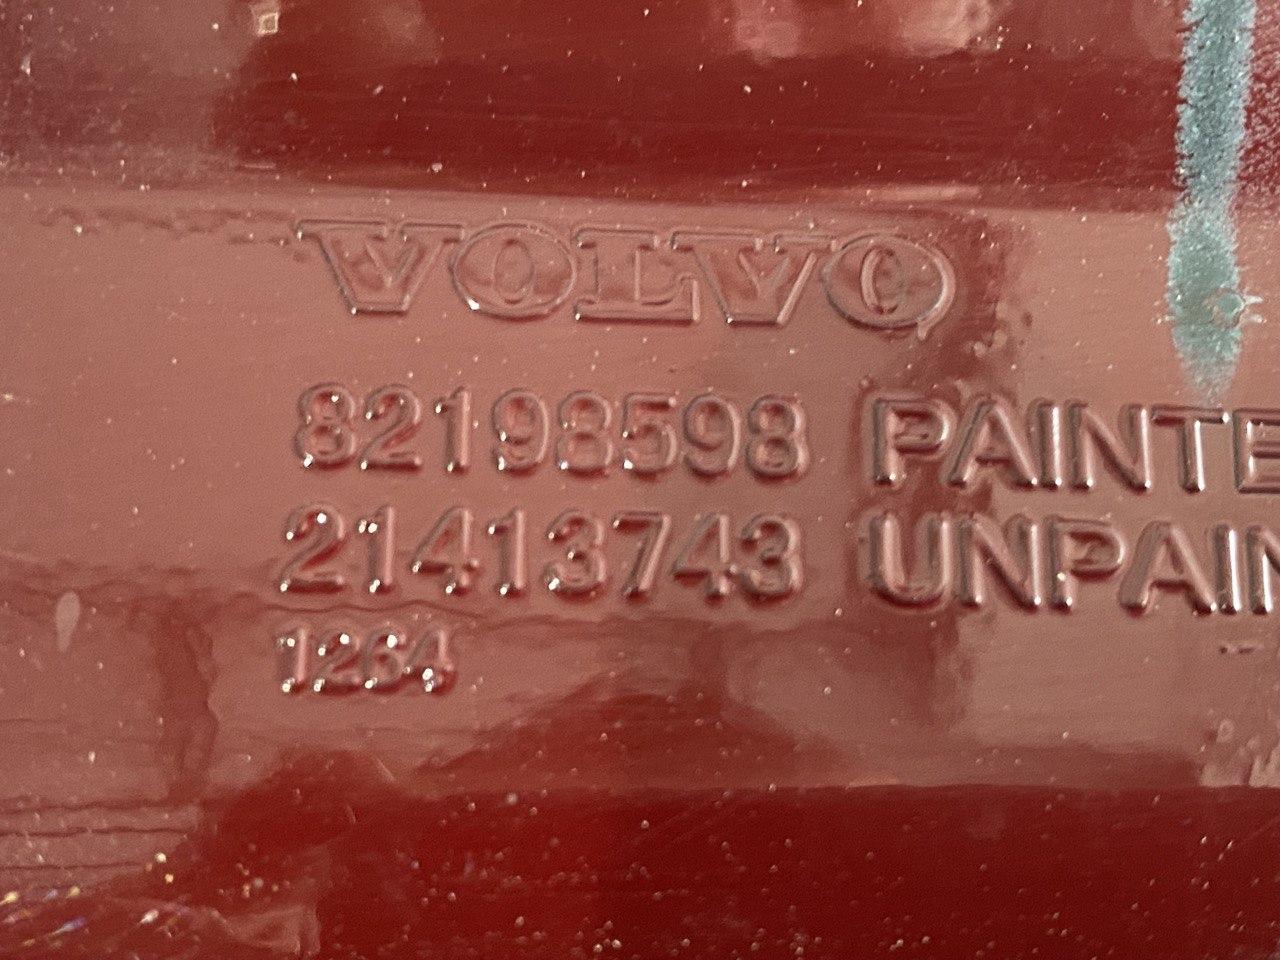 VOLVO
82198598 PAINTE
21413743 UNPAIN
1264